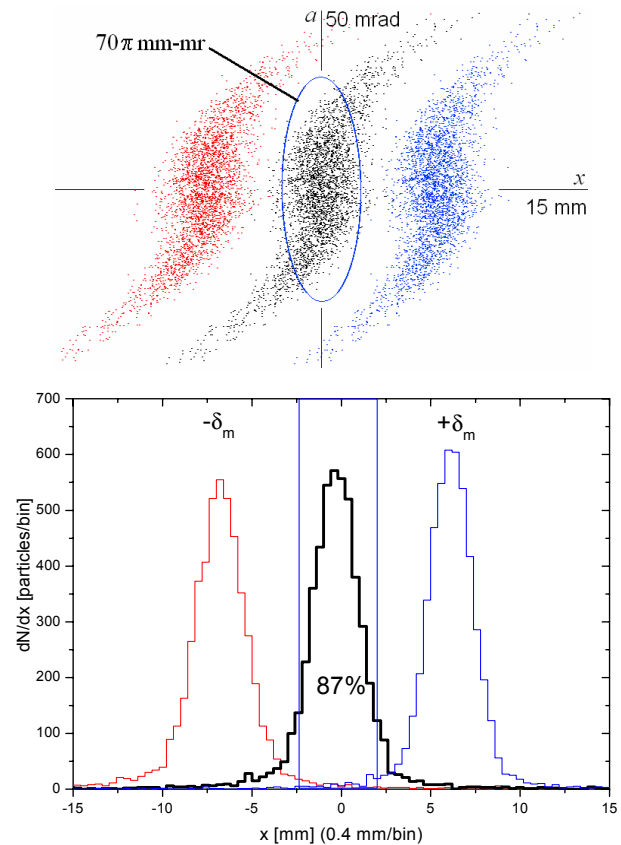 a 50 mrad
70π mm-mr
x
15 mm
700
600
500
400
300
200
100
0
dN/dx [particles/bin]
-δm
+δm
87%
-15 -10 -5 0 5 10 15
x [mm] (0.4 mm/bin)